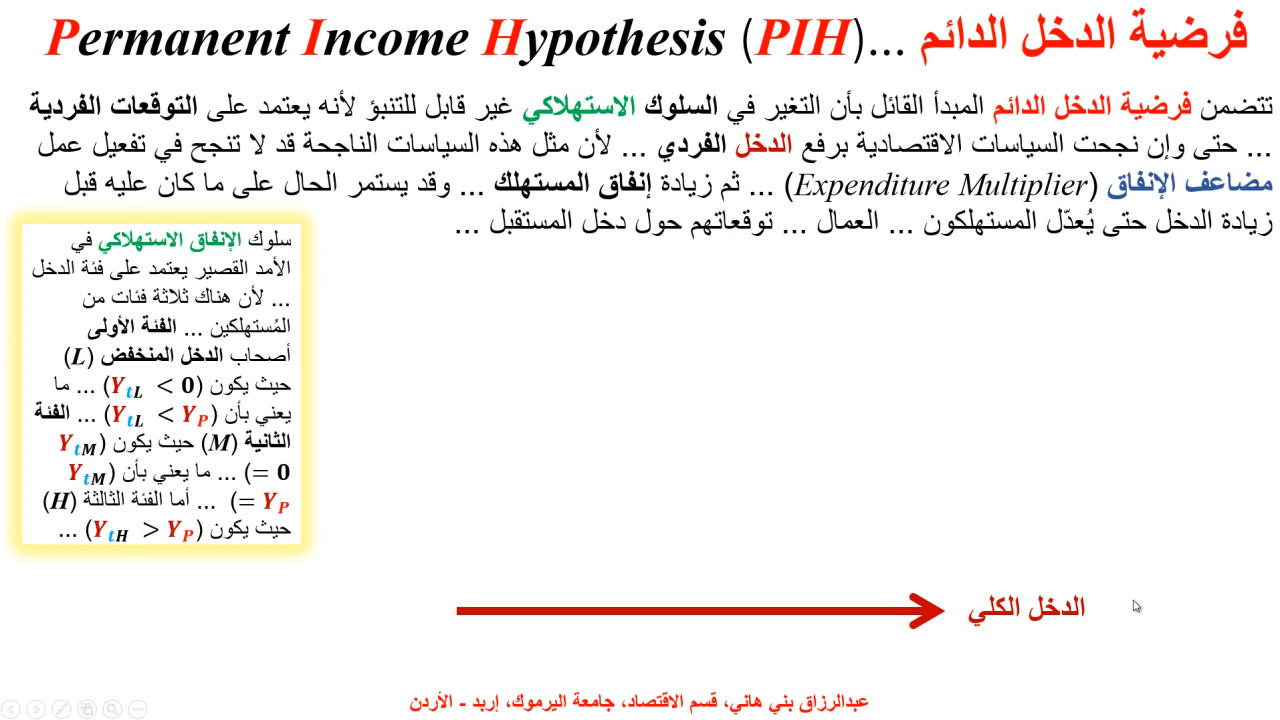 فرضية الدخل الدائم ...Permanent Income Hypothesis (PIH)
تتضمن فرضية الدخل الدائم المبدأ القائل بأن التغير في السلوك الاستهلاكي غير قابل للتنبؤ لأنه يعتمد على التوقعات الفردية
... حتى وإن نجحت السياسات الاقتصادية برفع الدخل الفردي ... لأن مثل هذه السياسات الناجحة قد لا تنجح في تفعيل عمل
مضاعف الإنفاق (Expenditure Multiplier) ... ثم زيادة إنفاق المستهلك ... وقد يستمر الحال على ما كان عليه قبل
زيادة الدخل حتى يُعدّل المستهلكون ... العمال ... توقعاتهم حول دخل المستقبل ...
سلوك الإنفاق الاستهلاكي في
الأمد القصير يعتمد على فئة الدخل
... لأن هناك ثلاثة فئات من
المُستهلكين ... الفئة الأولى
أصحاب الدخل المنخفض (L)
حيث يكون (Y_tL < 0) ... ما
يعني بأن (Y_tL < Y_P) ... الفئة
الثانية (M) حيث يكون (Y_tM
= 0) ... ما يعني بأن (Y_tM
= Y_P) ... أما الفئة الثالثة (H)
حيث يكون (Y_tH > Y_P) ...
الدخل الكلي
عبدالرزاق بني هاني، قسم الاقتصاد، جامعة اليرموك، إربد - الأردن